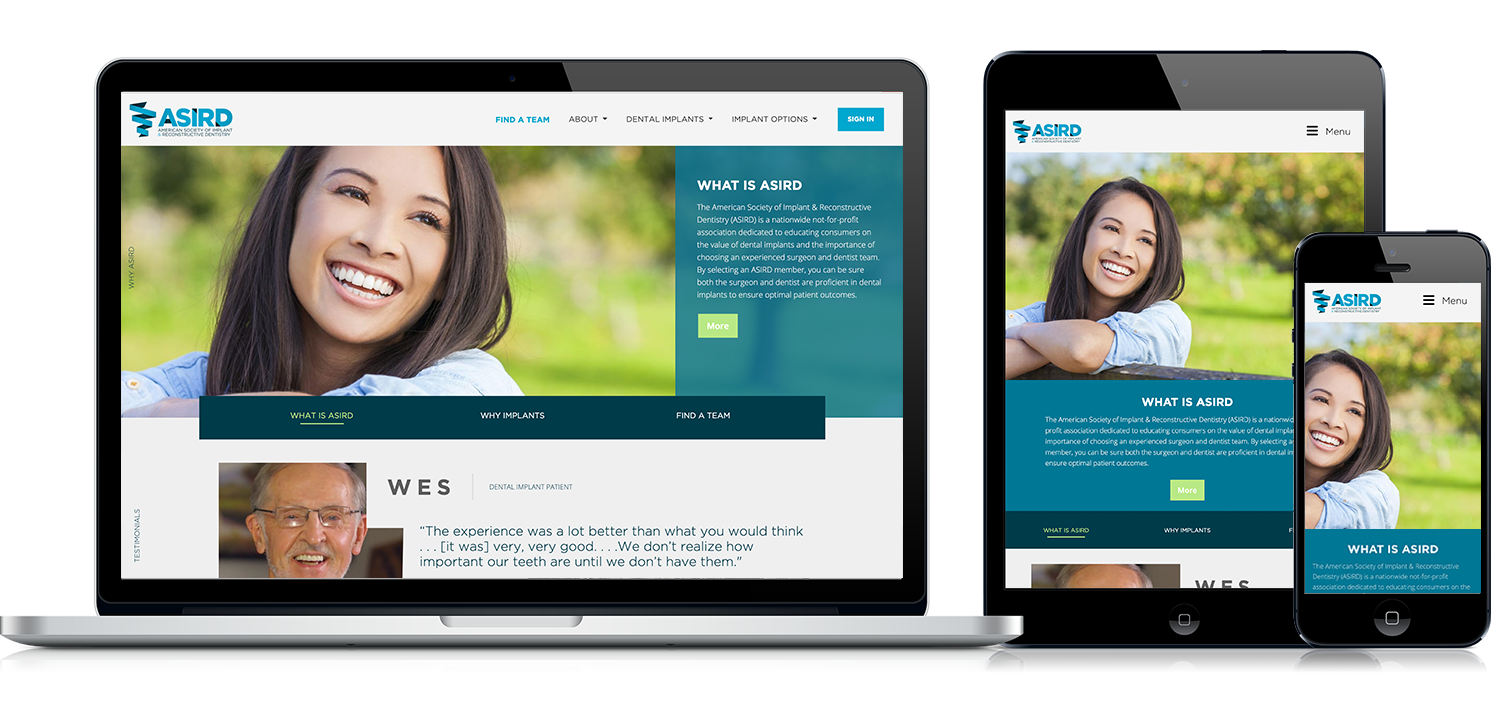 ASIRD
AMERICAN SOCIETY OF IMPLANT
& RECONSTRUCTIVE DENTISTRY
FIND A TEAM ABOUT DENTAL IMPLANTS IMPLANT OPTIONS SIGN IN
WHY ASIRD
WHAT IS ASIRD
The American Society of Implant & Reconstructive
Dentistry (ASIRD) is a nationwide not-for-profit
association dedicated to educating consumers on
the value of dental implants and the importance of
choosing an experienced surgeon and dentist team.
By selecting an ASIRD member, you can be sure
both the surgeon and dentist are proficient in dental
implants to ensure optimal patient outcomes.
More
WHAT IS ASIRD WHY IMPLANTS FIND A TEAM
TESTIMONIALS
WES DENTAL IMPLANT PATIENT
“The experience was a lot better than what you would think
. . . [it was] very, very good. . . .We don’t realize how
important our teeth are until we don’t have them.”
ASIRD
AMERICAN SOCIETY OF IMPLANT
& RECONSTRUCTIVE DENTISTRY
Menu
WHAT IS ASIRD
The American Society of Implant & Reconstructive Dentistry (ASIRD) is a nationwid
profit association dedicated to educating consumers on the value of dental implan
importance of choosing an experienced surgeon and dentist team. By selecting a
member, you can be sure both the surgeon and dentist are proficient in dental im
ensure optimal patient outcomes.
More
WHAT IS ASIRD WHY IMPLANTS F
WES
ASIRD
AMERICAN SOCIETY OF IMPLANT
& RECONSTRUCTIVE DENTISTRY
Menu
WHAT IS ASIRD
The American Society of Implant & Reconstructive
Dentistry (ASIRD) is a nationwide not-for-profit
association dedicated to educating consumers on the